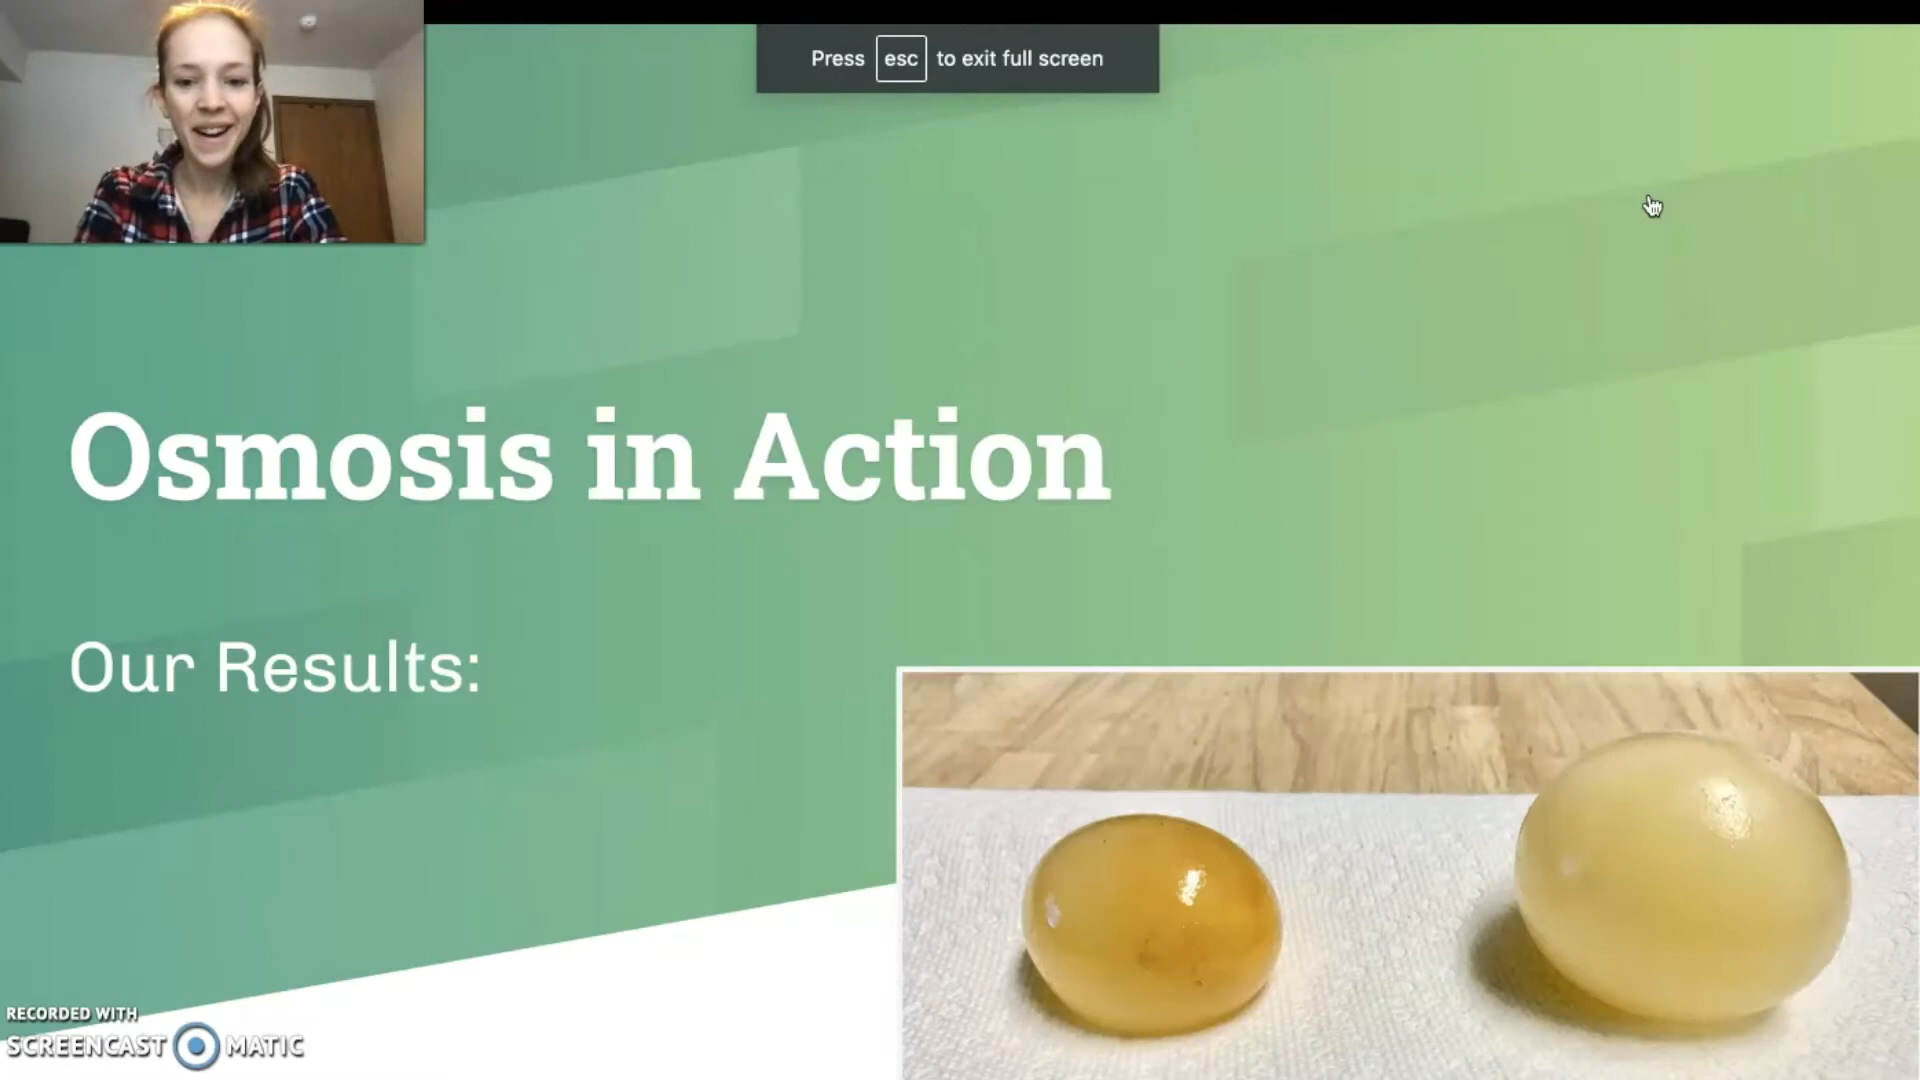 Press esc to exit full screen
Osmosis in Action
Our Results:
RECORDED WITH
SCREENCAST MATIC